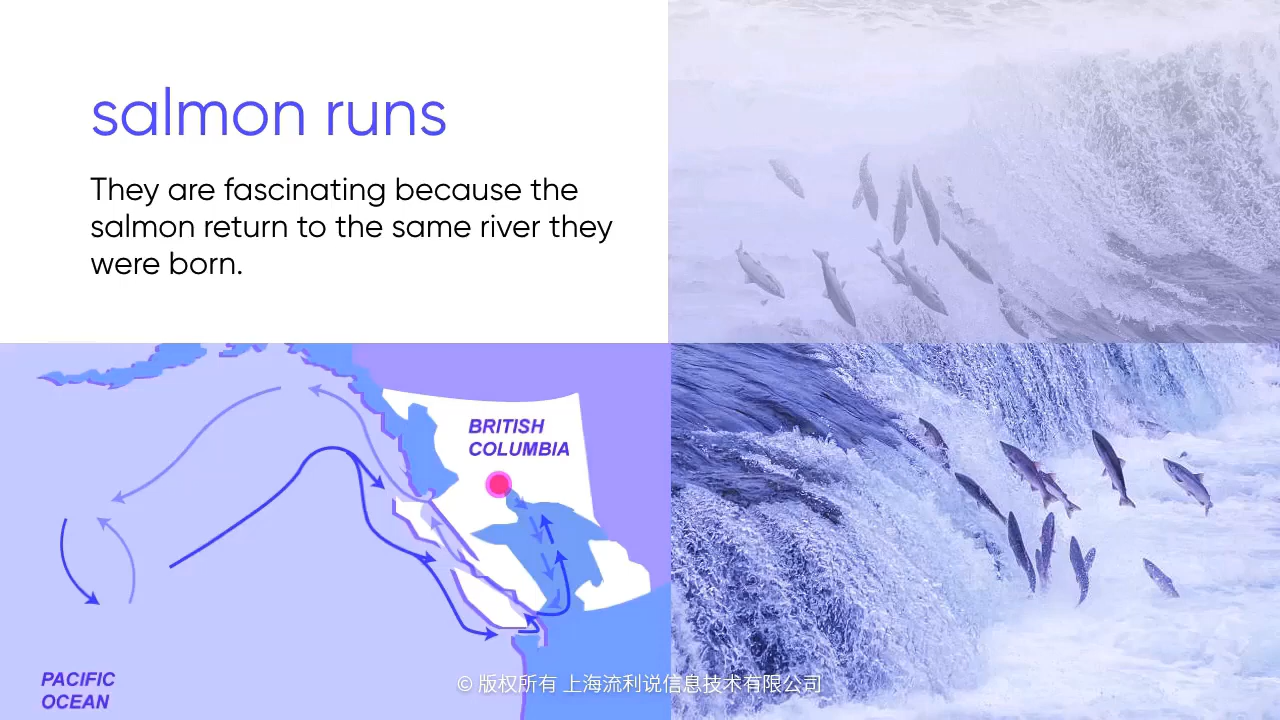 salmon runs
They are fascinating because the
salmon return to the same river they
were born.
BRITISH
COLUMBIA
PACIFIC
OCEAN
© 版权所有 上海流利说信息技术有限公司